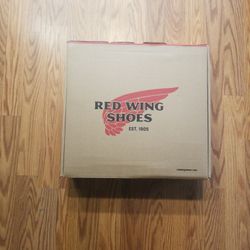 RED WING
SHOES
EST. 1905